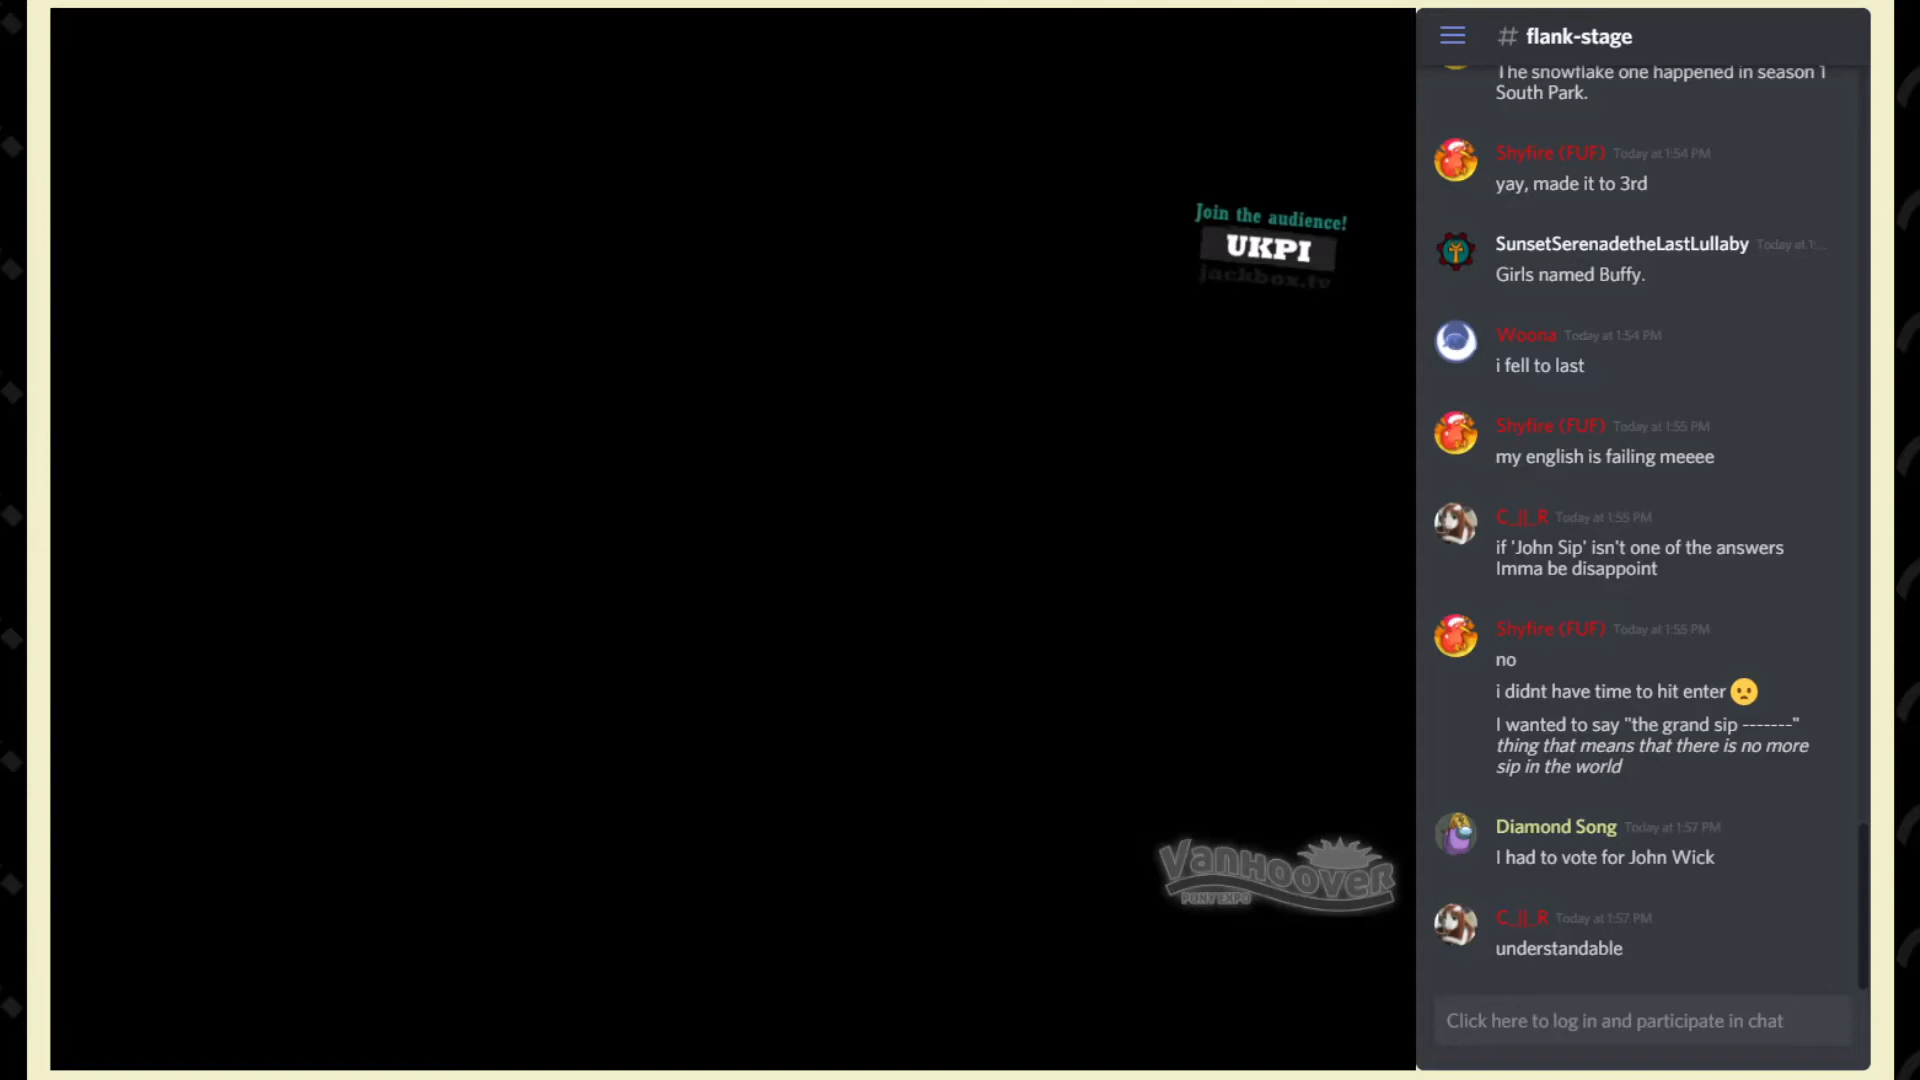 Join the audience!
UKPI
jackbox.tv
VANHOOVER
PONY EXPO
# flank-stage
The snowflake one happened in season 1
South Park.
Shyfire (FUF) Today at 1:54 PM
yay, made it to 3rd
SunsetSerenadetheLastLullaby Today at 1:...
Girls named Buffy.
Woona Today at 1:54 PM
i fell to last
Shyfire (FUF) Today at 1:55 PM
my english is failing meeee
C_||_R Today at 1:55 PM
if 'John Sip' isn't one of the answers
Imma be disappoint
Shyfire (FUF) Today at 1:55 PM
no
i didnt have time to hit enter
I wanted to say "the grand sip -------"
thing that means that there is no more
sip in the world
Diamond Song Today at 1:57 PM
I had to vote for John Wick
C_||_R Today at 1:57 PM
understandable
Click here to log in and participate in chat